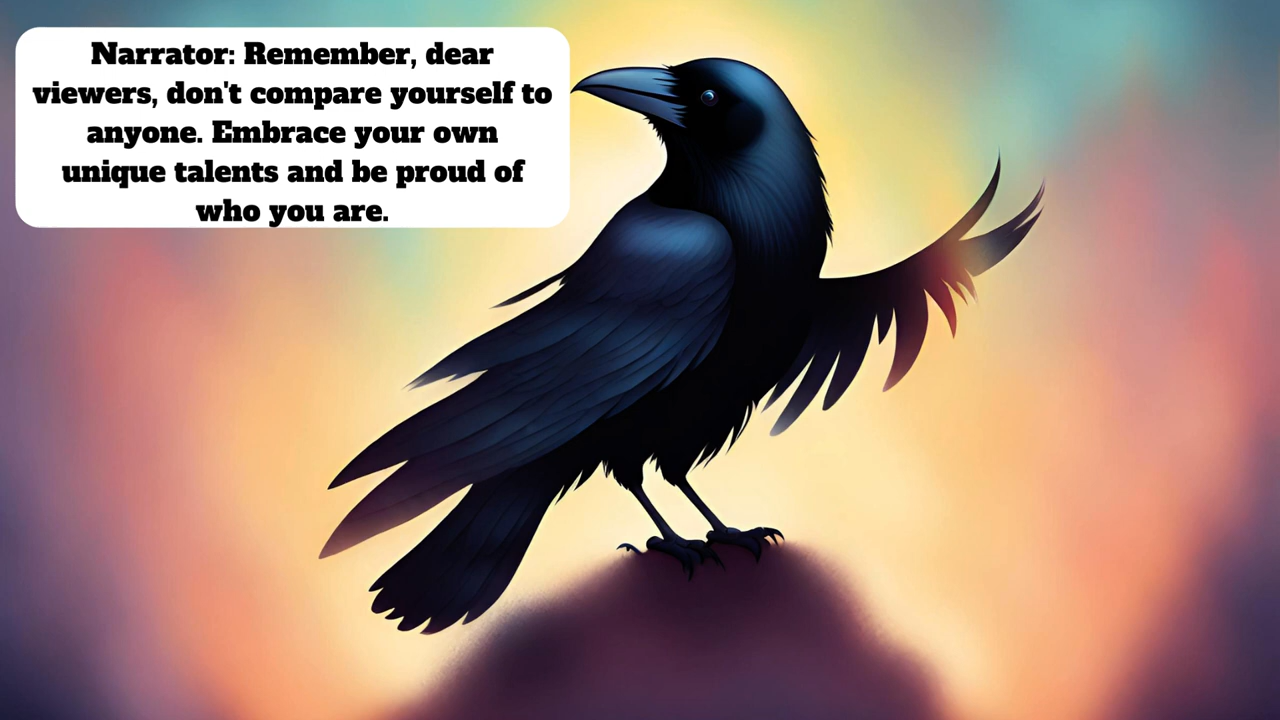 Narrator: Remember, dear
viewers, don't compare yourself to
anyone. Embrace your own
unique talents and be proud of
who you are.